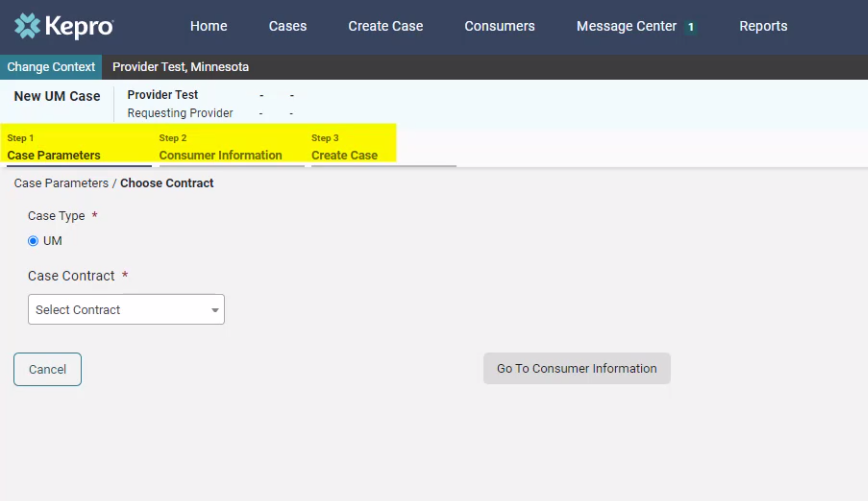 Kepro Home Cases Create Case Consumers Message Center 1 Reports
Change Context Provider Test, Minnesota
New UM Case Provider Test - -
Requesting Provider - -
Step 1 Step 2 Step 3
Case Parameters Consumer Information Create Case
Case Parameters / Choose Contract
Case Type *
UM
Case Contract *
Select Contract
Cancel Go To Consumer Information